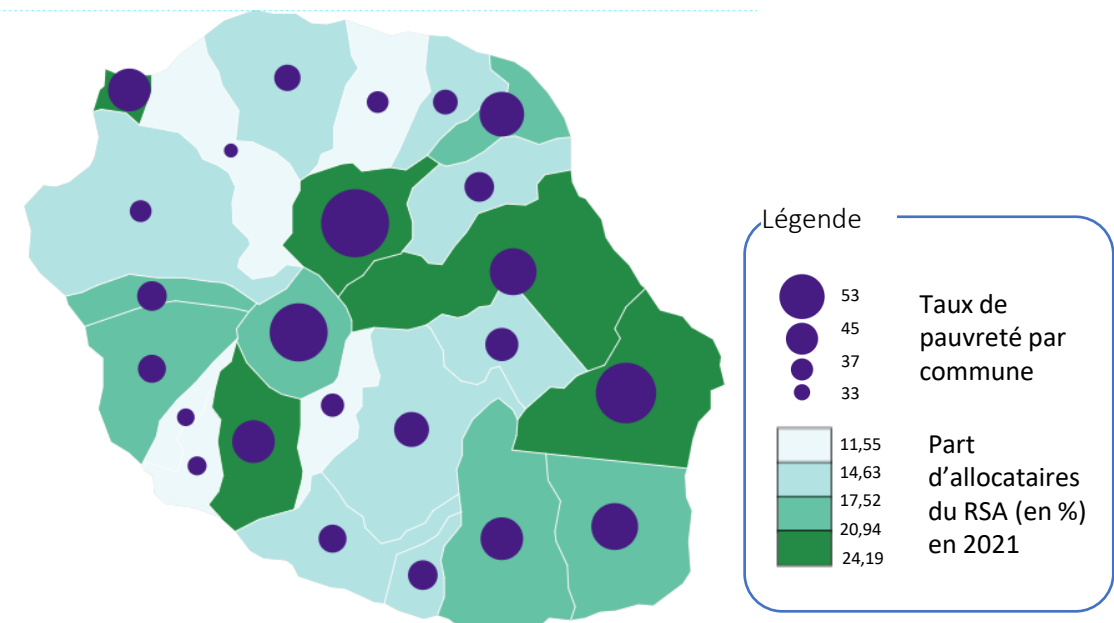 Légende
53
45
37
33
Taux de
pauvreté par
commune
11,55
14,63
17,52
20,94
24,19
Part
d’allocataires
du RSA (en %)
en 2021